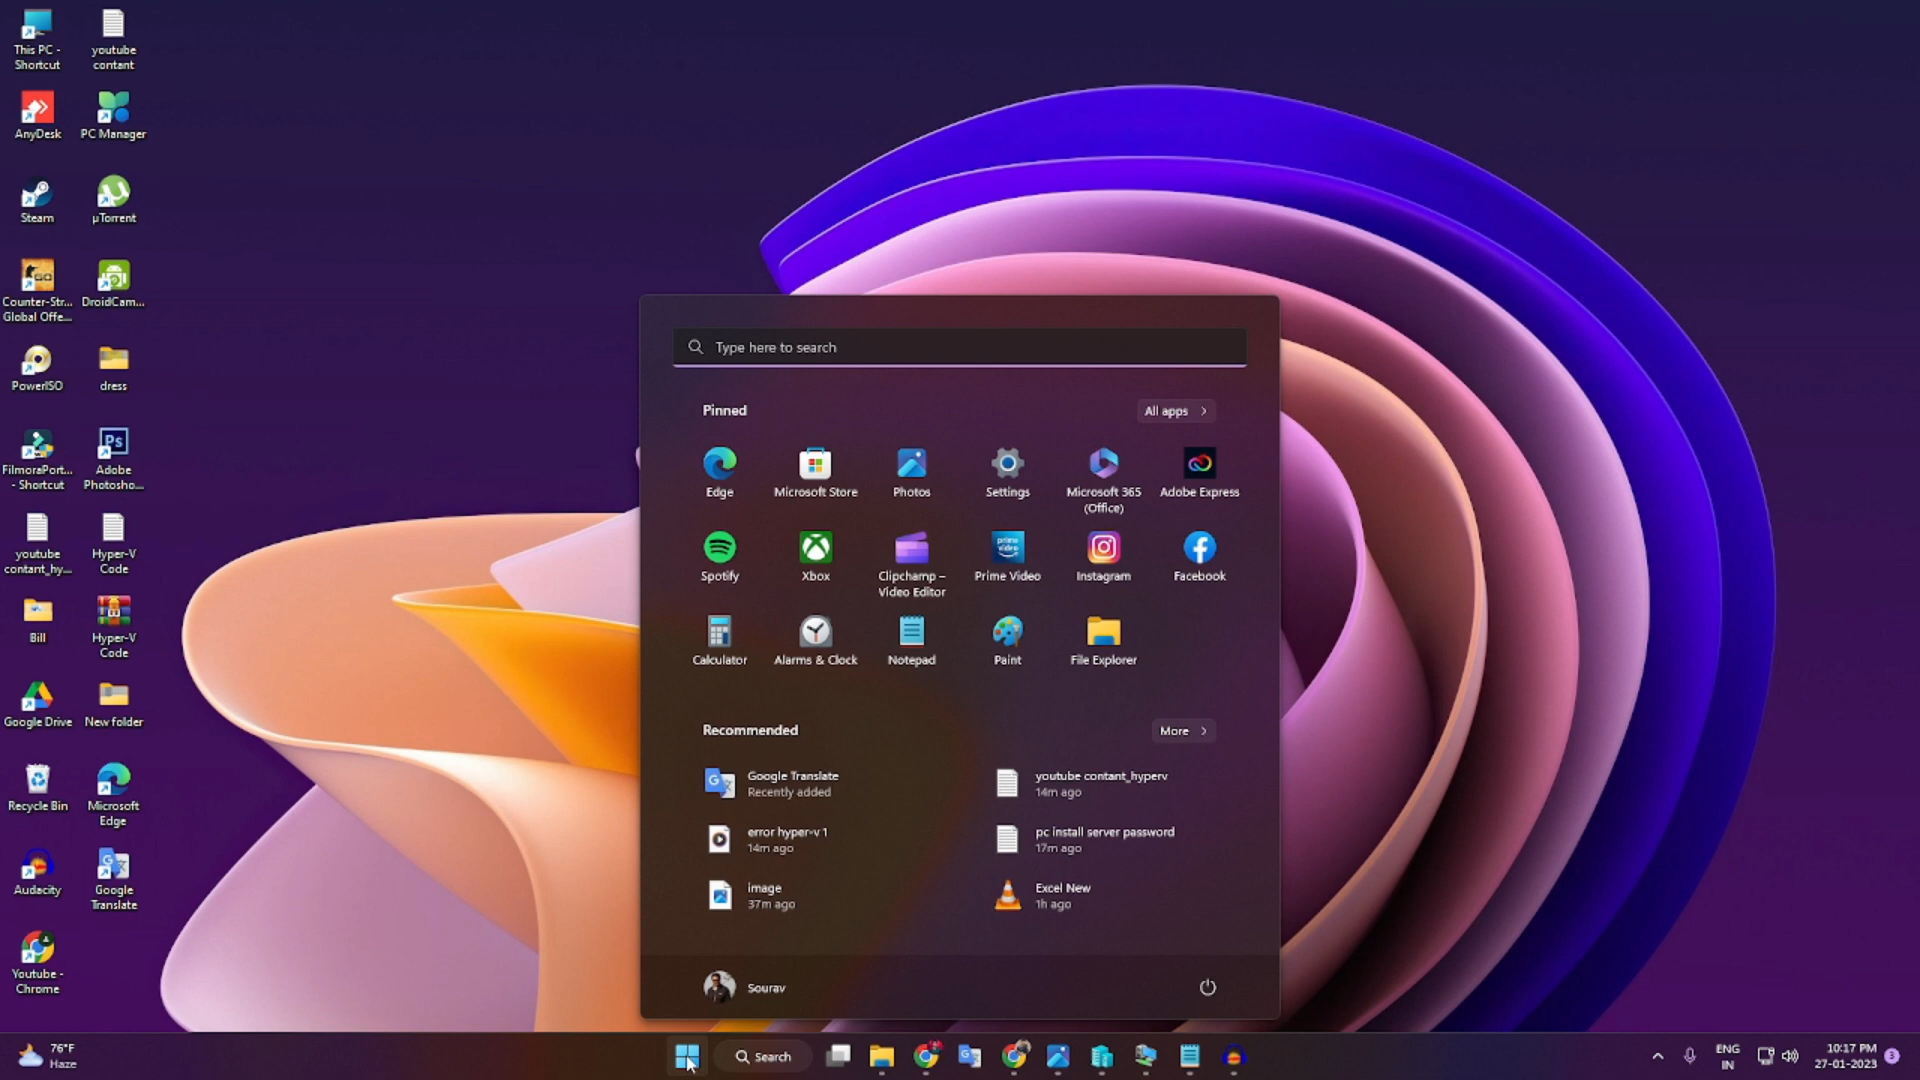 This PC -
Shortcut
youtube
contant
AnyDesk
PC Manager
Steam
µTorrent
Counter-Str...
Global Offe...
DroidCam...
PowerISO
dress
FilmoraPort...
- Shortcut
Adobe
Photosho...
youtube
contant_hy...
Hyper-V
Code
Bill
Hyper-V
Code
Google Drive
New folder
Recycle Bin
Microsoft
Edge
Audacity
Google
Translate
Youtube -
Chrome
Type here to search
Pinned
All apps
Edge
Microsoft Store
Photos
Settings
Microsoft 365
(Office)
Adobe Express
Spotify
Xbox
Clipchamp –
Video Editor
prime
video
Prime Video
Instagram
Facebook
Calculator
Alarms & Clock
Notepad
Paint
File Explorer
Recommended
More
Google Translate
Recently added
youtube contant_hyperv
14m ago
error hyper-v 1
14m ago
pc install server password
17m ago
image
37m ago
Excel New
1h ago
Sourav
76°F
Haze
Search
ENG
IN
10:17 PM
27-01-2023
3